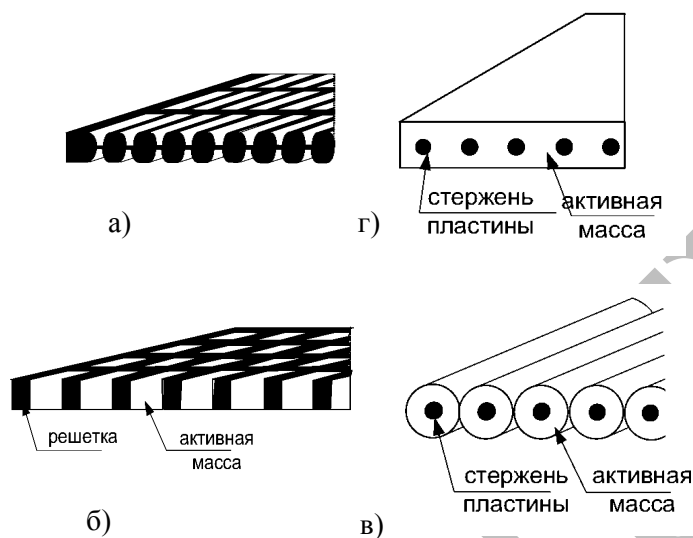 стержень
пластины
активная
масса
а)
г)
решетка
активная
масса
стержень
пластины
активная
масса
б)
в)